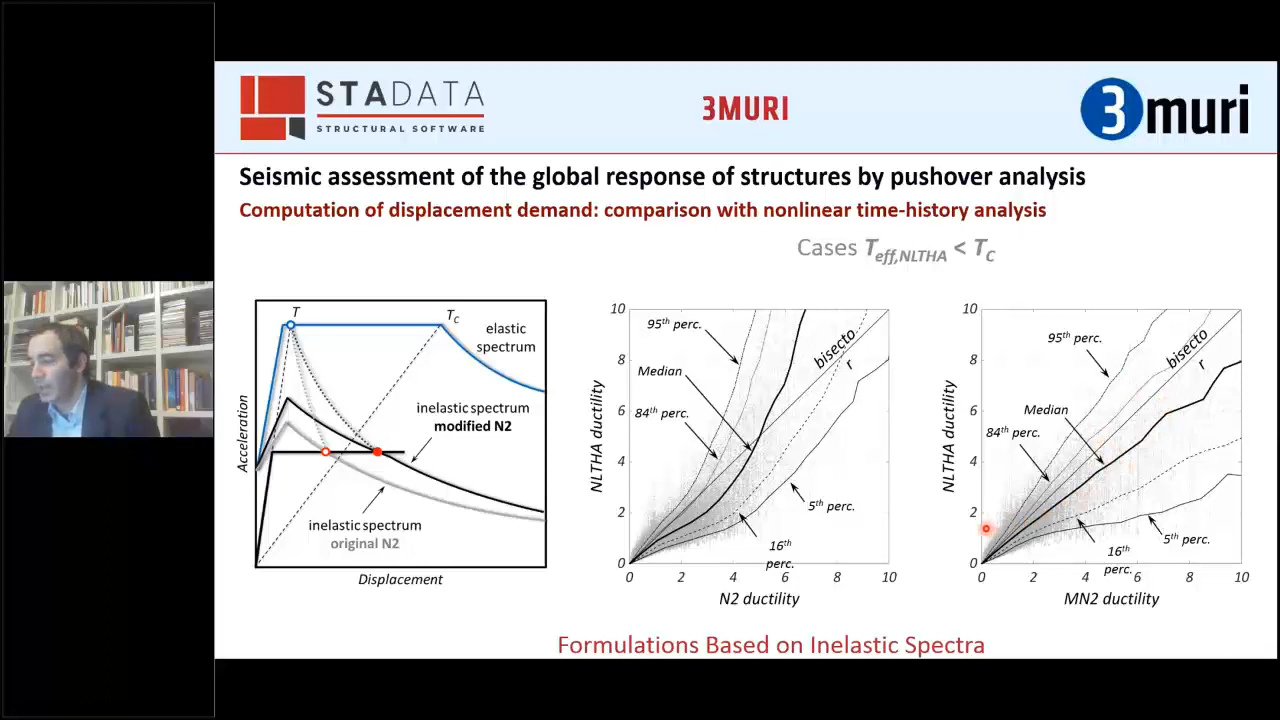 STADATA
STRUCTURAL SOFTWARE
3MURI
3muri
Seismic assessment of the global response of structures by pushover analysis
Computation of displacement demand: comparison with nonlinear time-history analysis
Cases Teff,NLTHA < TC
T
TC
elastic
spectrum
inelastic spectrum
modified N2
inelastic spectrum
original N2
Acceleration
Displacement
10
8
6
4
2
0
0 2 4 6 8 10
NLTHA ductility
N2 ductility
95th perc.
Median
84th perc.
bisecto
r
5th perc.
16th
perc.
10
8
6
4
2
0
0 2 4 6 8 10
NLTHA ductility
MN2 ductility
95th perc.
Median
84th perc.
bisecto
r
5th perc.
16th
perc.
Formulations Based on Inelastic Spectra